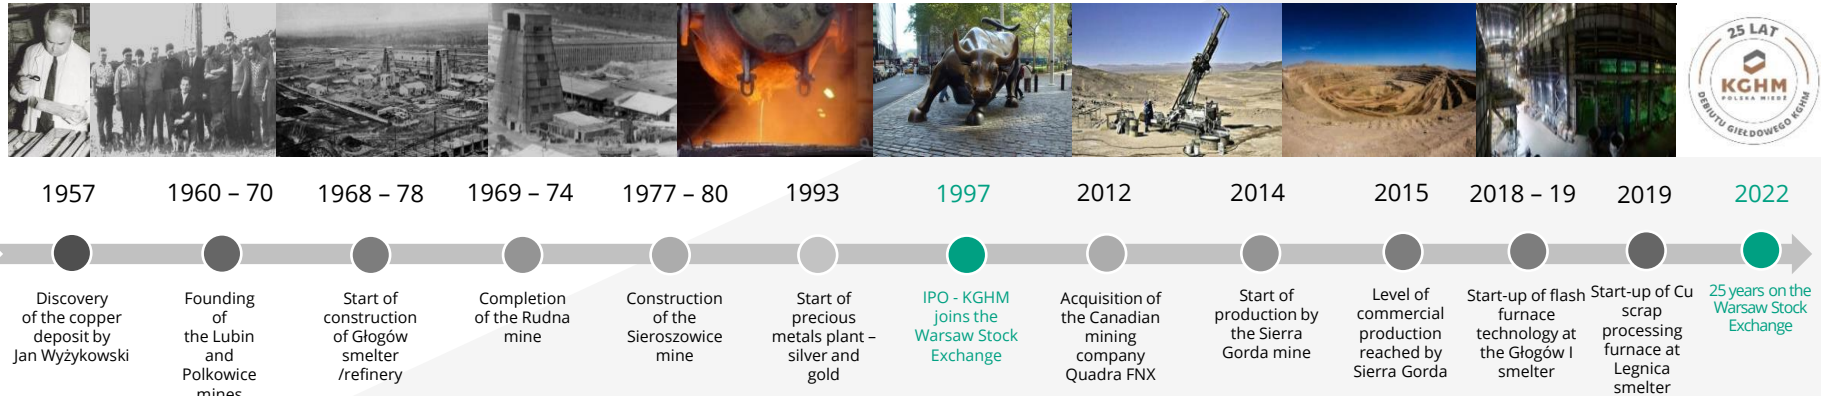 25 LAT
KGHM
POLSKA MIEDŹ
DEBIUTU GIEŁDOWEGO KGHM
1957
1960 – 70
1968 – 78
1969 – 74
1977 – 80
1993
1997
2012
2014
2015
2018 – 19
2019
2022
Discovery
of the copper
deposit by
Jan Wyżykowski
Founding
of
the Lubin
and
Polkowice
mines
Start of
construction
of Głogów
smelter
/refinery
Completion
of the Rudna
mine
Construction
of the
Sieroszowice
mine
Start of
precious
metals plant –
silver and
gold
IPO - KGHM
joins the
Warsaw Stock
Exchange
Acquisition of
the Canadian
mining
company
Quadra FNX
Start of
production by
the Sierra
Gorda mine
Level of
commercial
production
reached by
Sierra Gorda
Start-up of flash
furnace
technology at
the Głogów I
smelter
Start-up of Cu
scrap
processing
furnace at
Legnica
smelter
25 years on the
Warsaw Stock
Exchange